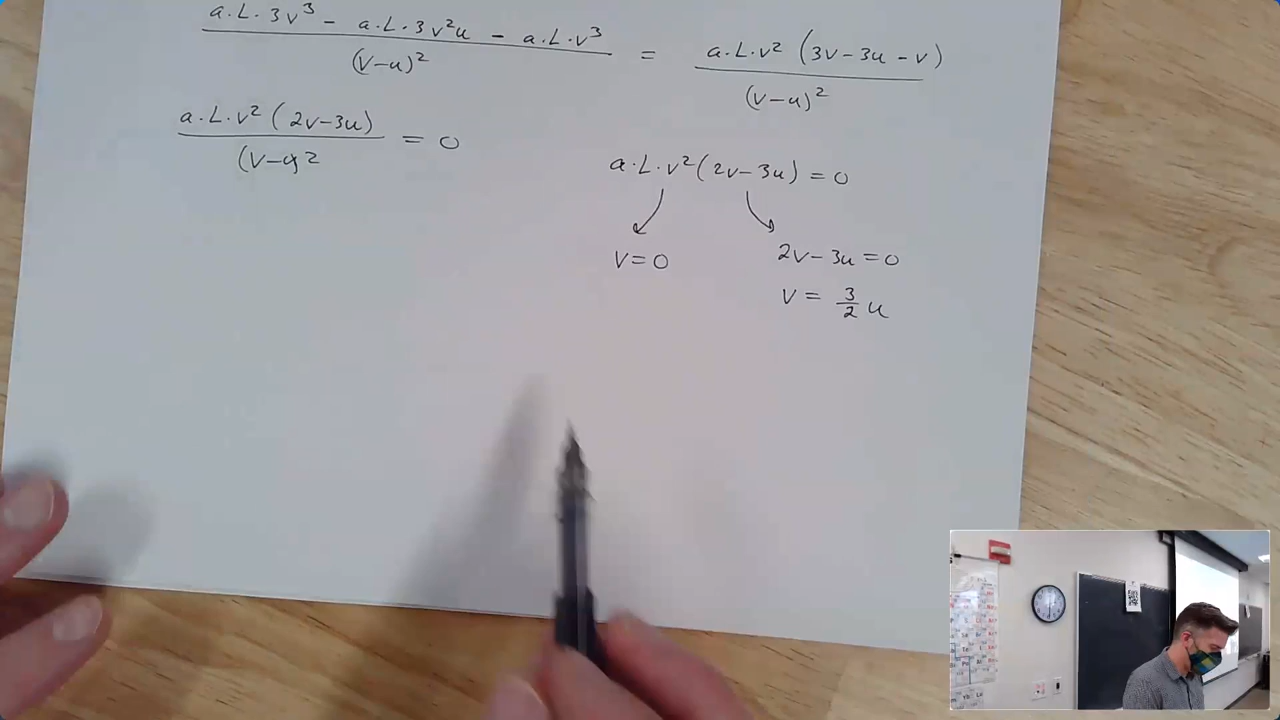 a.L.3v³ - a.L.3v²u - a.L.v³ / (v-u)² = a.L.v² (3v-3u-v) / (v-u)²
a.L.v² (2v-3u) / (v-u)² = 0
a.L.v² (2v-3u) = 0
v=0
2v-3u=0
v = 3/2 u